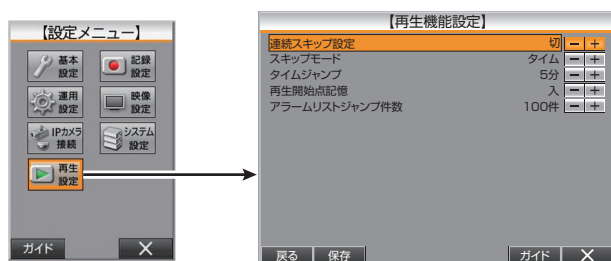 【設定メニュー】
基本
設定
記録
設定
運用
設定
映像
設定
IPカメラ
接続
システム
設定
再生
設定
ガイド
【再生機能設定】
連続スキップ設定 切 － ＋
スキップモード タイム － ＋
タイムジャンプ 5分 － ＋
再生開始点記憶 入 － ＋
アラームリストジャンプ件数 100件 － ＋
戻る 保存 ガイド